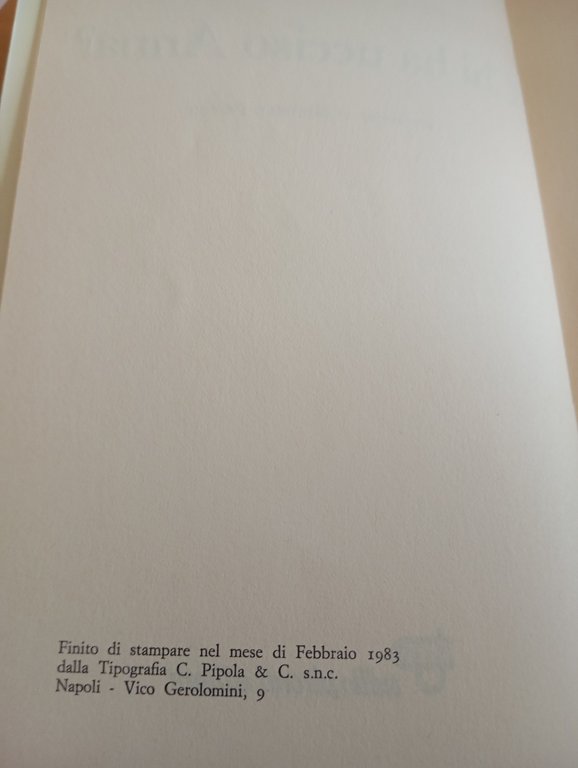 Finito di stampare nel mese di Febbraio 1983
dalla Tipografia C. Pipola & C. s.n.c.
Napoli - Vico Gerolomini, 9